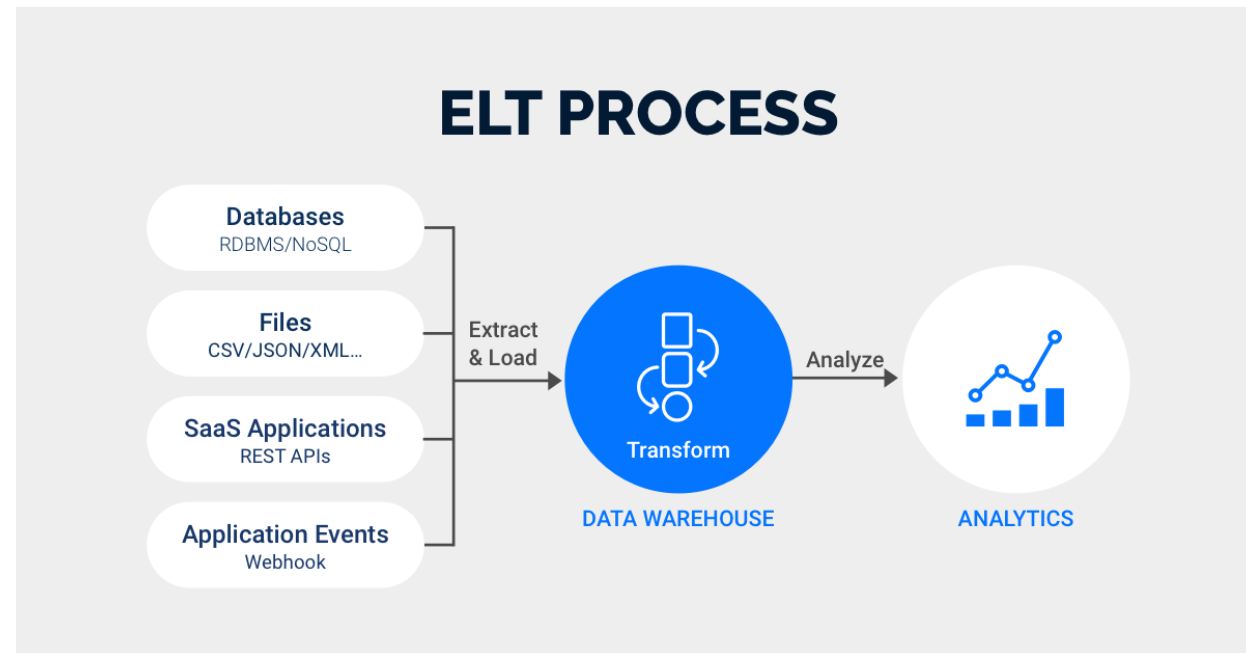 ELT PROCESS
Databases
RDBMS/NoSQL
Files
CSV/JSON/XML...
SaaS Applications
REST APIs
Application Events
Webhook
Extract
& Load
Transform
DATA WAREHOUSE
Analyze
ANALYTICS